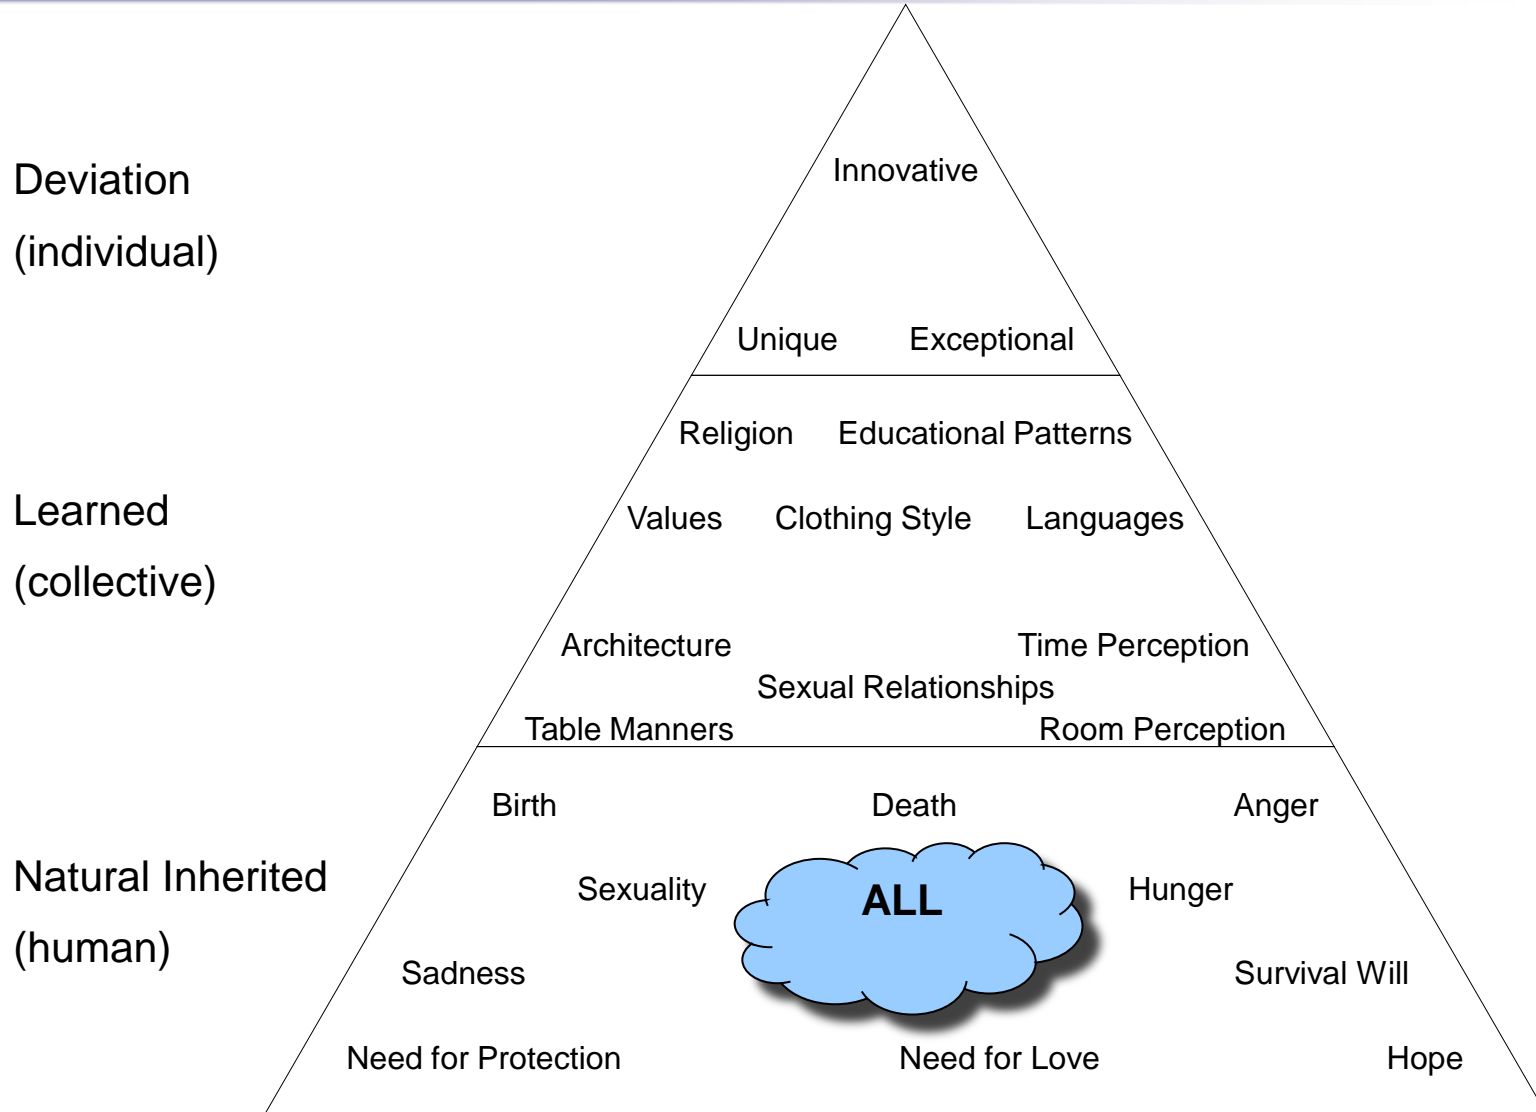 Deviation
(individual)
Innovative
Unique Exceptional
Learned
(collective)
Religion Educational Patterns
Values Clothing Style Languages
Architecture Time Perception
Sexual Relationships
Table Manners Room Perception
Natural Inherited
(human)
Birth Death Anger
Sexuality ALL Hunger
Sadness Survival Will
Need for Protection Need for Love Hope